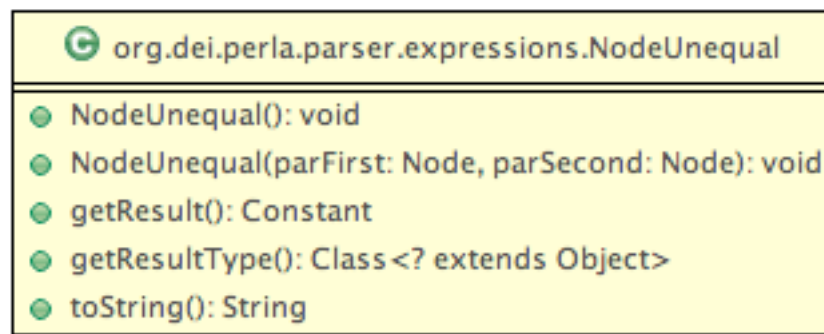 C org.dei.perla.parser.expressions.NodeUnequal
NodeUnequal(): void
NodeUnequal(parFirst: Node, parSecond: Node): void
getResult(): Constant
getResultType(): Class<? extends Object>
toString(): String